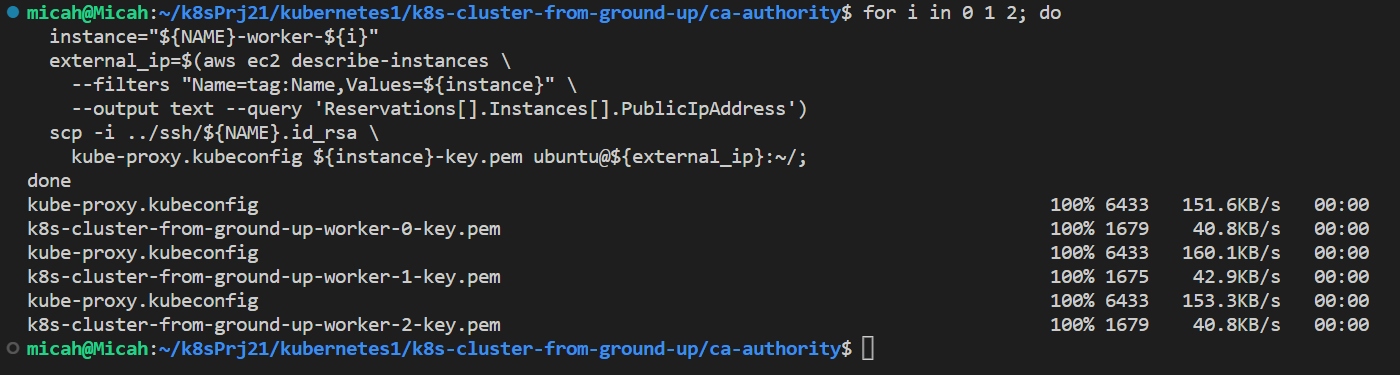 micah@Micah:~/k8sPrj21/kubernetes1/k8s-cluster-from-ground-up/ca-authority$ for i in 0 1 2; do
  instance="${NAME}-worker-${i}"
  external_ip=$(aws ec2 describe-instances \
    --filters "Name=tag:Name,Values=${instance}" \
    --output text --query 'Reservations[].Instances[].PublicIpAddress')
  scp -i ../ssh/${NAME}.id_rsa \
    kube-proxy.kubeconfig ${instance}-key.pem ubuntu@${external_ip}:~/;
done
kube-proxy.kubeconfig 100% 6433 151.6KB/s 00:00
k8s-cluster-from-ground-up-worker-0-key.pem 100% 1679 40.8KB/s 00:00
kube-proxy.kubeconfig 100% 6433 160.1KB/s 00:00
k8s-cluster-from-ground-up-worker-1-key.pem 100% 1675 42.9KB/s 00:00
kube-proxy.kubeconfig 100% 6433 153.3KB/s 00:00
k8s-cluster-from-ground-up-worker-2-key.pem 100% 1679 40.8KB/s 00:00
micah@Micah:~/k8sPrj21/kubernetes1/k8s-cluster-from-ground-up/ca-authority$